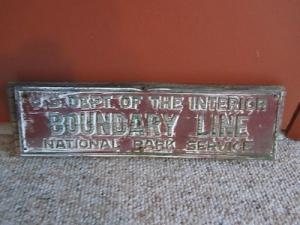 U.S. DEPT. OF THE INTERIOR
BOUNDARY LINE
NATIONAL PARK SERVICE